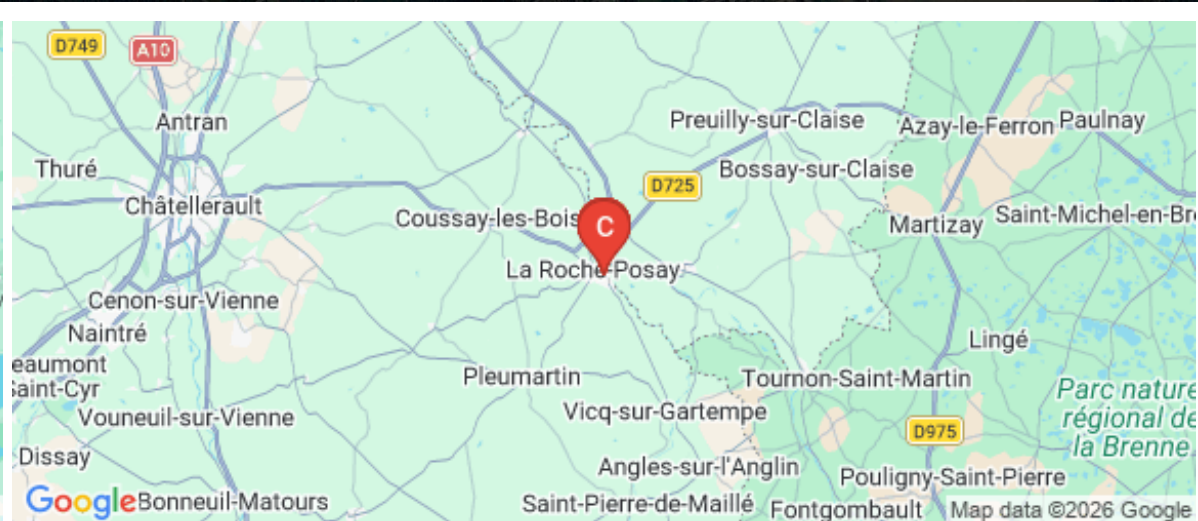 D749
A10
Antran
Preuilly-sur-Claise
Azay-le-Ferron
Paulnay
Thuré
Bossay-sur-Claise
D725
Châtellerault
Coussay-les-Bois
C
Martizay
Saint-Michel-en-Bre
La Roche-Posay
Cenon-sur-Vienne
Naintré
Lingé
eaumont
Saint-Cyr
Pleumartin
Tournon-Saint-Martin
Parc nature
régional de
la Brenne
Vouneuil-sur-Vienne
Vicq-sur-Gartempe
D975
Dissay
Angles-sur-l'Anglin
Pouligny-Saint-Pierre
Google
Bonneuil-Matours
Saint-Pierre-de-Maillé
Fontgombault
Map data ©2026 Google